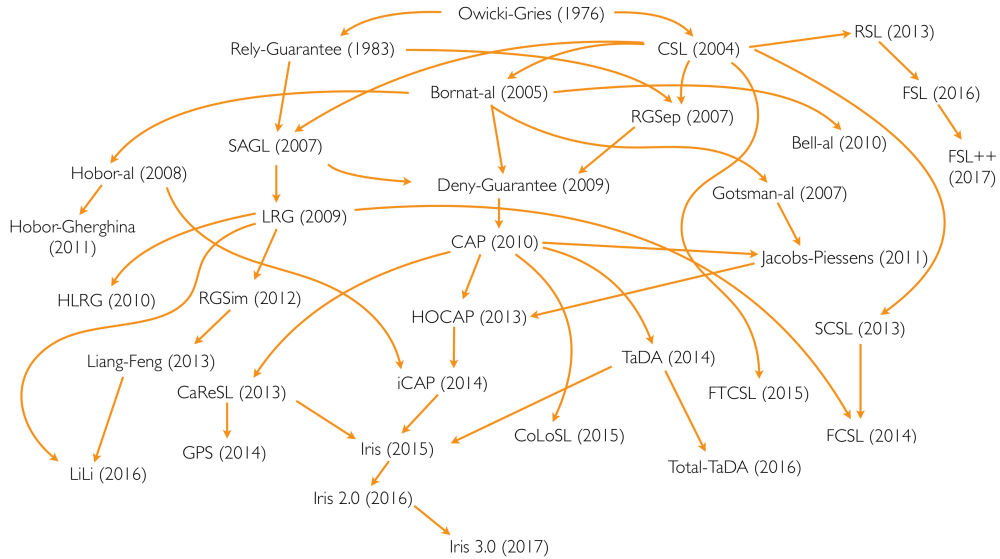 Owicki-Gries (1976)
RSL (2013)
Rely-Guarantee (1983)
CSL (2004)
Bornat-al (2005)
FSL (2016)
RGSep (2007)
Bell-al (2010)
SAGL (2007)
FSL++
(2017)
Hobor-al (2008)
Deny-Guarantee (2009)
Gotsman-al (2007)
LRG (2009)
Hobor-Gherghina
(2011)
CAP (2010)
Jacobs-Piessens (2011)
HLRG (2010)
RGSim (2012)
HOCAP (2013)
SCSL (2013)
Liang-Feng (2013)
TaDA (2014)
CaReSL (2013)
iCAP (2014)
FTCSL (2015)
GPS (2014)
Iris (2015)
CoLoSL (2015)
FCSL (2014)
LiLi (2016)
Total-TaDA (2016)
Iris 2.0 (2016)
Iris 3.0 (2017)